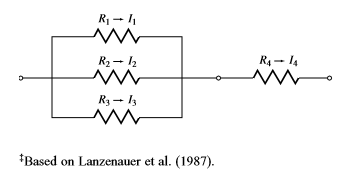 R₁ → I₁
R₂ → I₂
R₄ → I₄
R₃ → I₃
‡Based on Lanzenauer et al. (1987).